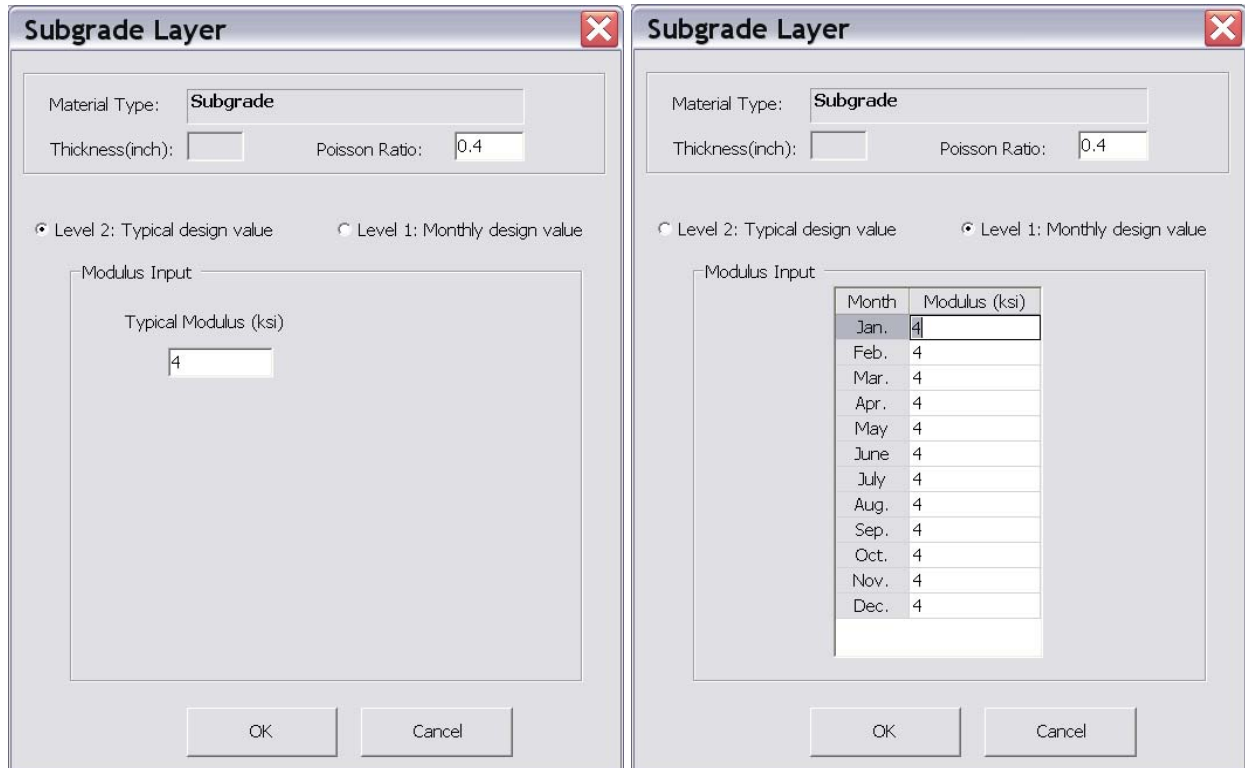 Subgrade Layer
Material Type: Subgrade
Thickness(inch): Poisson Ratio: 0.4
Level 2: Typical design value Level 1: Monthly design value
Modulus Input
Typical Modulus (ksi)
4
OK Cancel
Subgrade Layer
Material Type: Subgrade
Thickness(inch): Poisson Ratio: 0.4
Level 2: Typical design value Level 1: Monthly design value
Modulus Input
Month Modulus (ksi)
Jan. 4
Feb. 4
Mar. 4
Apr. 4
May 4
June 4
July 4
Aug. 4
Sep. 4
Oct. 4
Nov. 4
Dec. 4
OK Cancel